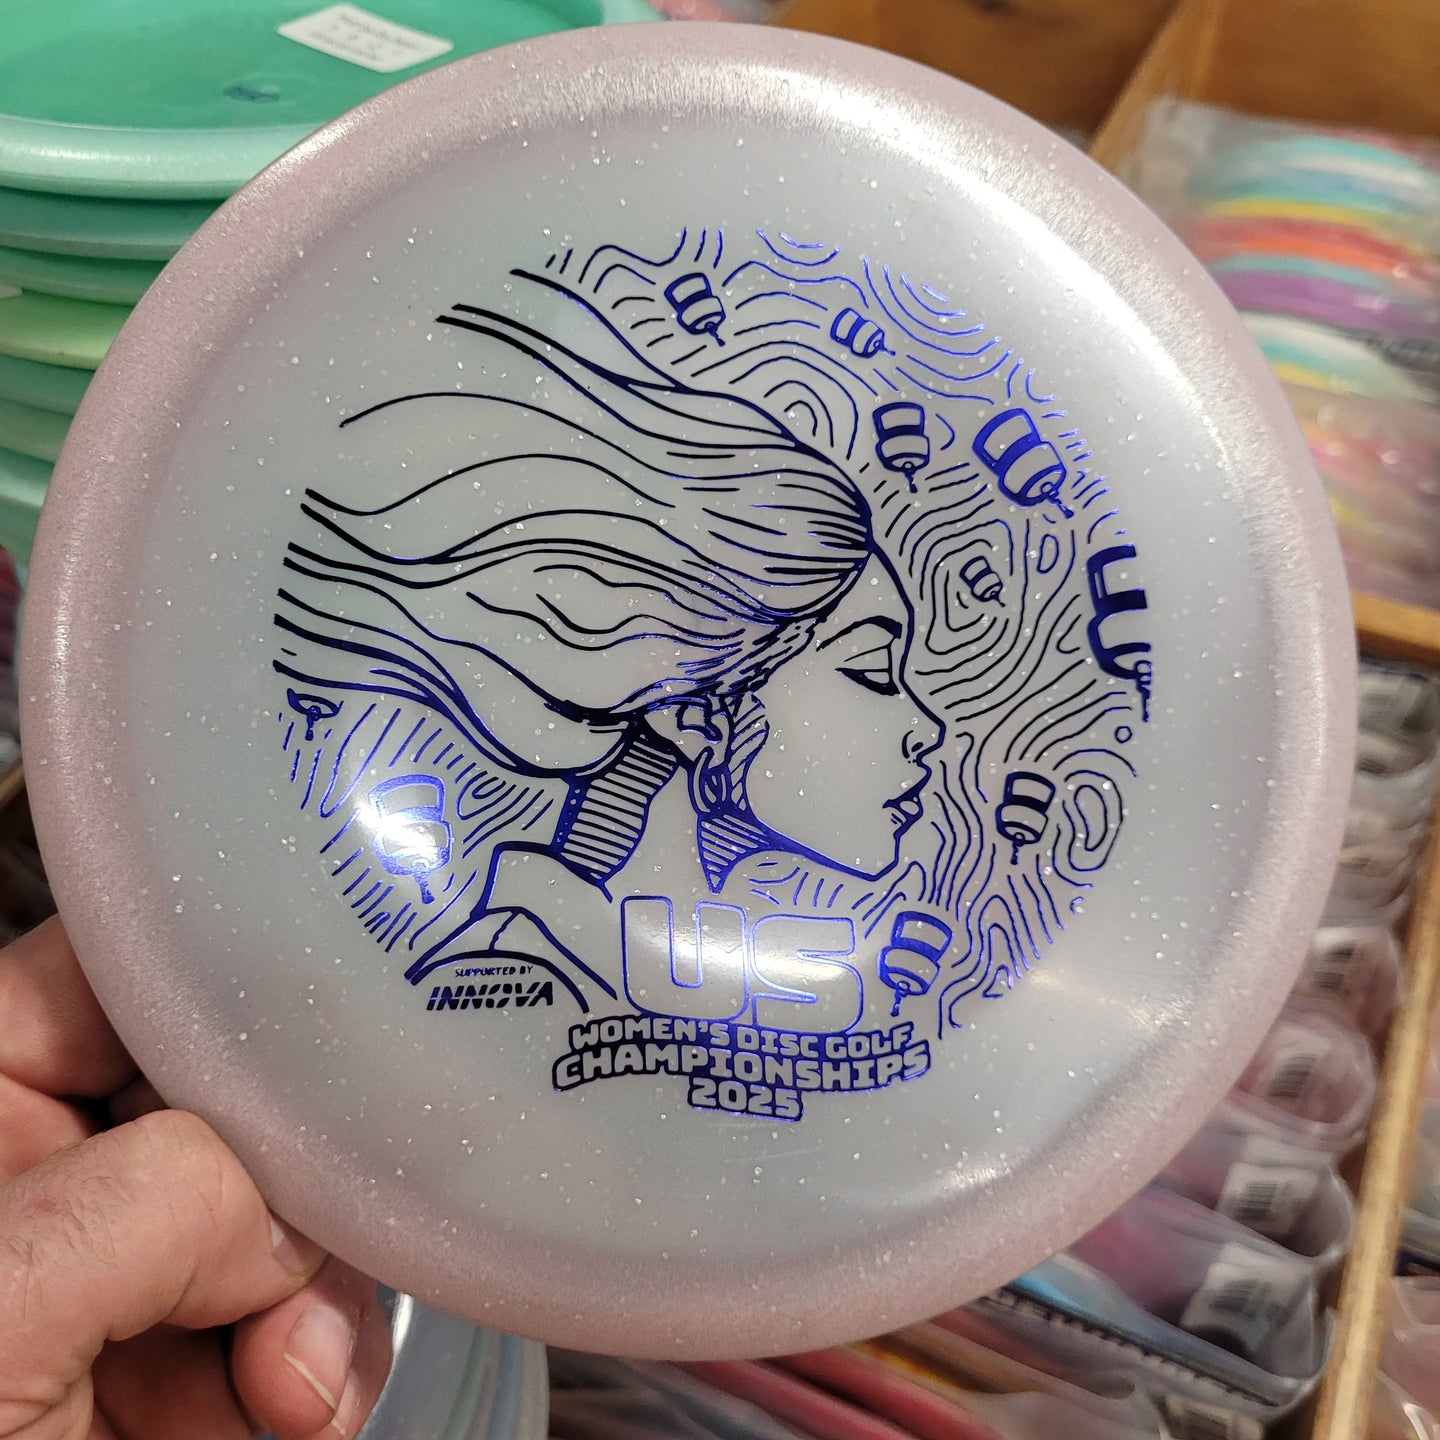 SUPPORTED BY
INNOVA
US
WOMEN'S DISC GOLF
CHAMPIONSHIPS
2025